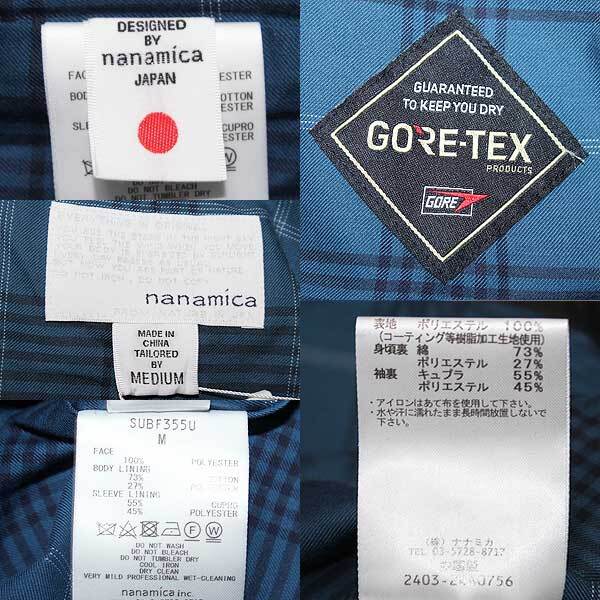 DESIGNED
BY
nanamica
JAPAN
FACE
POLYESTER
BOD
COTTON
POLYESTER
SLE
CUPRO
POLYESTER
DO NOT BLEACH
DO NOT TUMBLER DRY
GUARANTEED
TO KEEP YOU DRY
GORE-TEX
PRODUCTS
GORE
nanamica
MADE IN
CHINA
TAILORED
BY
MEDIUM
表地 ポリエステル 100%
(コーティング等樹脂加工生地使用)
身頃裏 綿 73%
ポリエステル 27%
袖裏 キュプラ 55%
ポリエステル 45%
・アイロンはあて布を使用して下さい。
・水や汗に濡れたまま長時間放置しないで
下さい。
(株) ナナミカ
TEL 03-5728-8717
SUBF355U
M
FACE
100% POLYESTER
BODY LINING
73% COTTON
27% POLYESTER
SLEEVE LINING
55% CUPRO
45% POLYESTER
DO NOT WASH
DO NOT BLEACH
DO NOT TUMBLER DRY
COOL IRON
DRY CLEAN
VERY MILD PROFESSIONAL WET-CLEANING
nanamica inc.